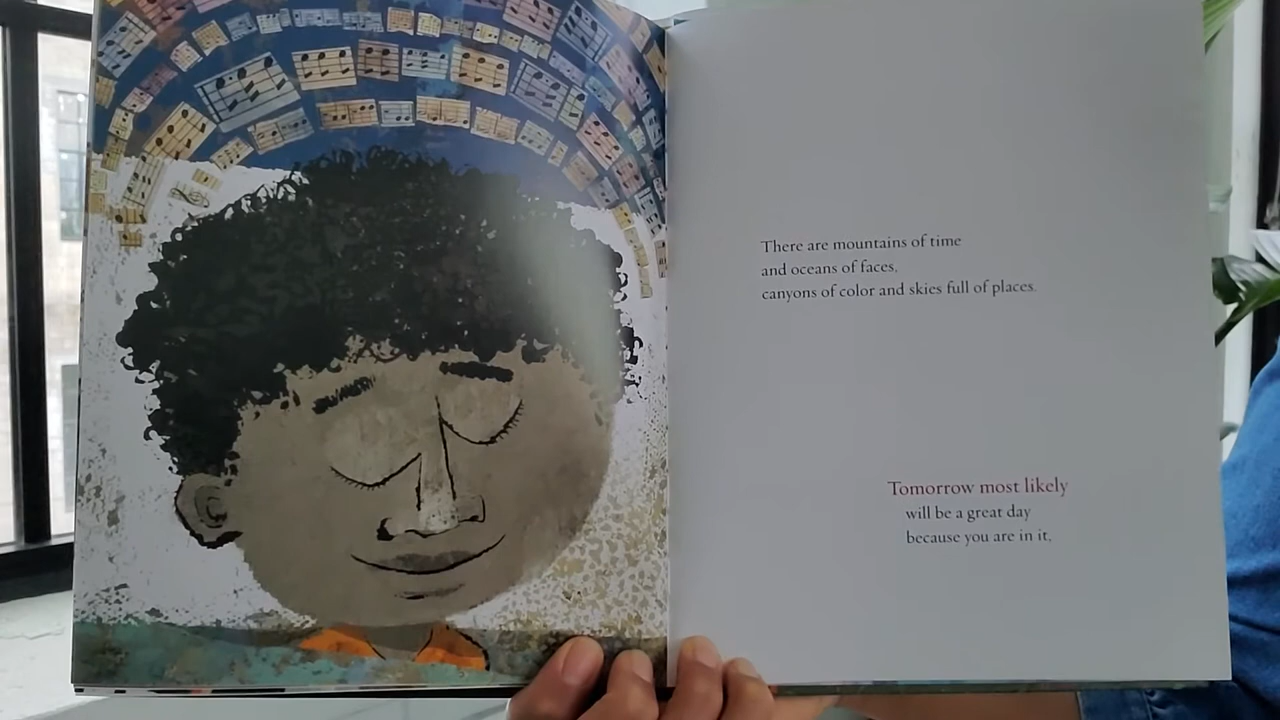 There are mountains of time
and oceans of faces,
canyons of color and skies full of places.
Tomorrow most likely
will be a great day
because you are in it,